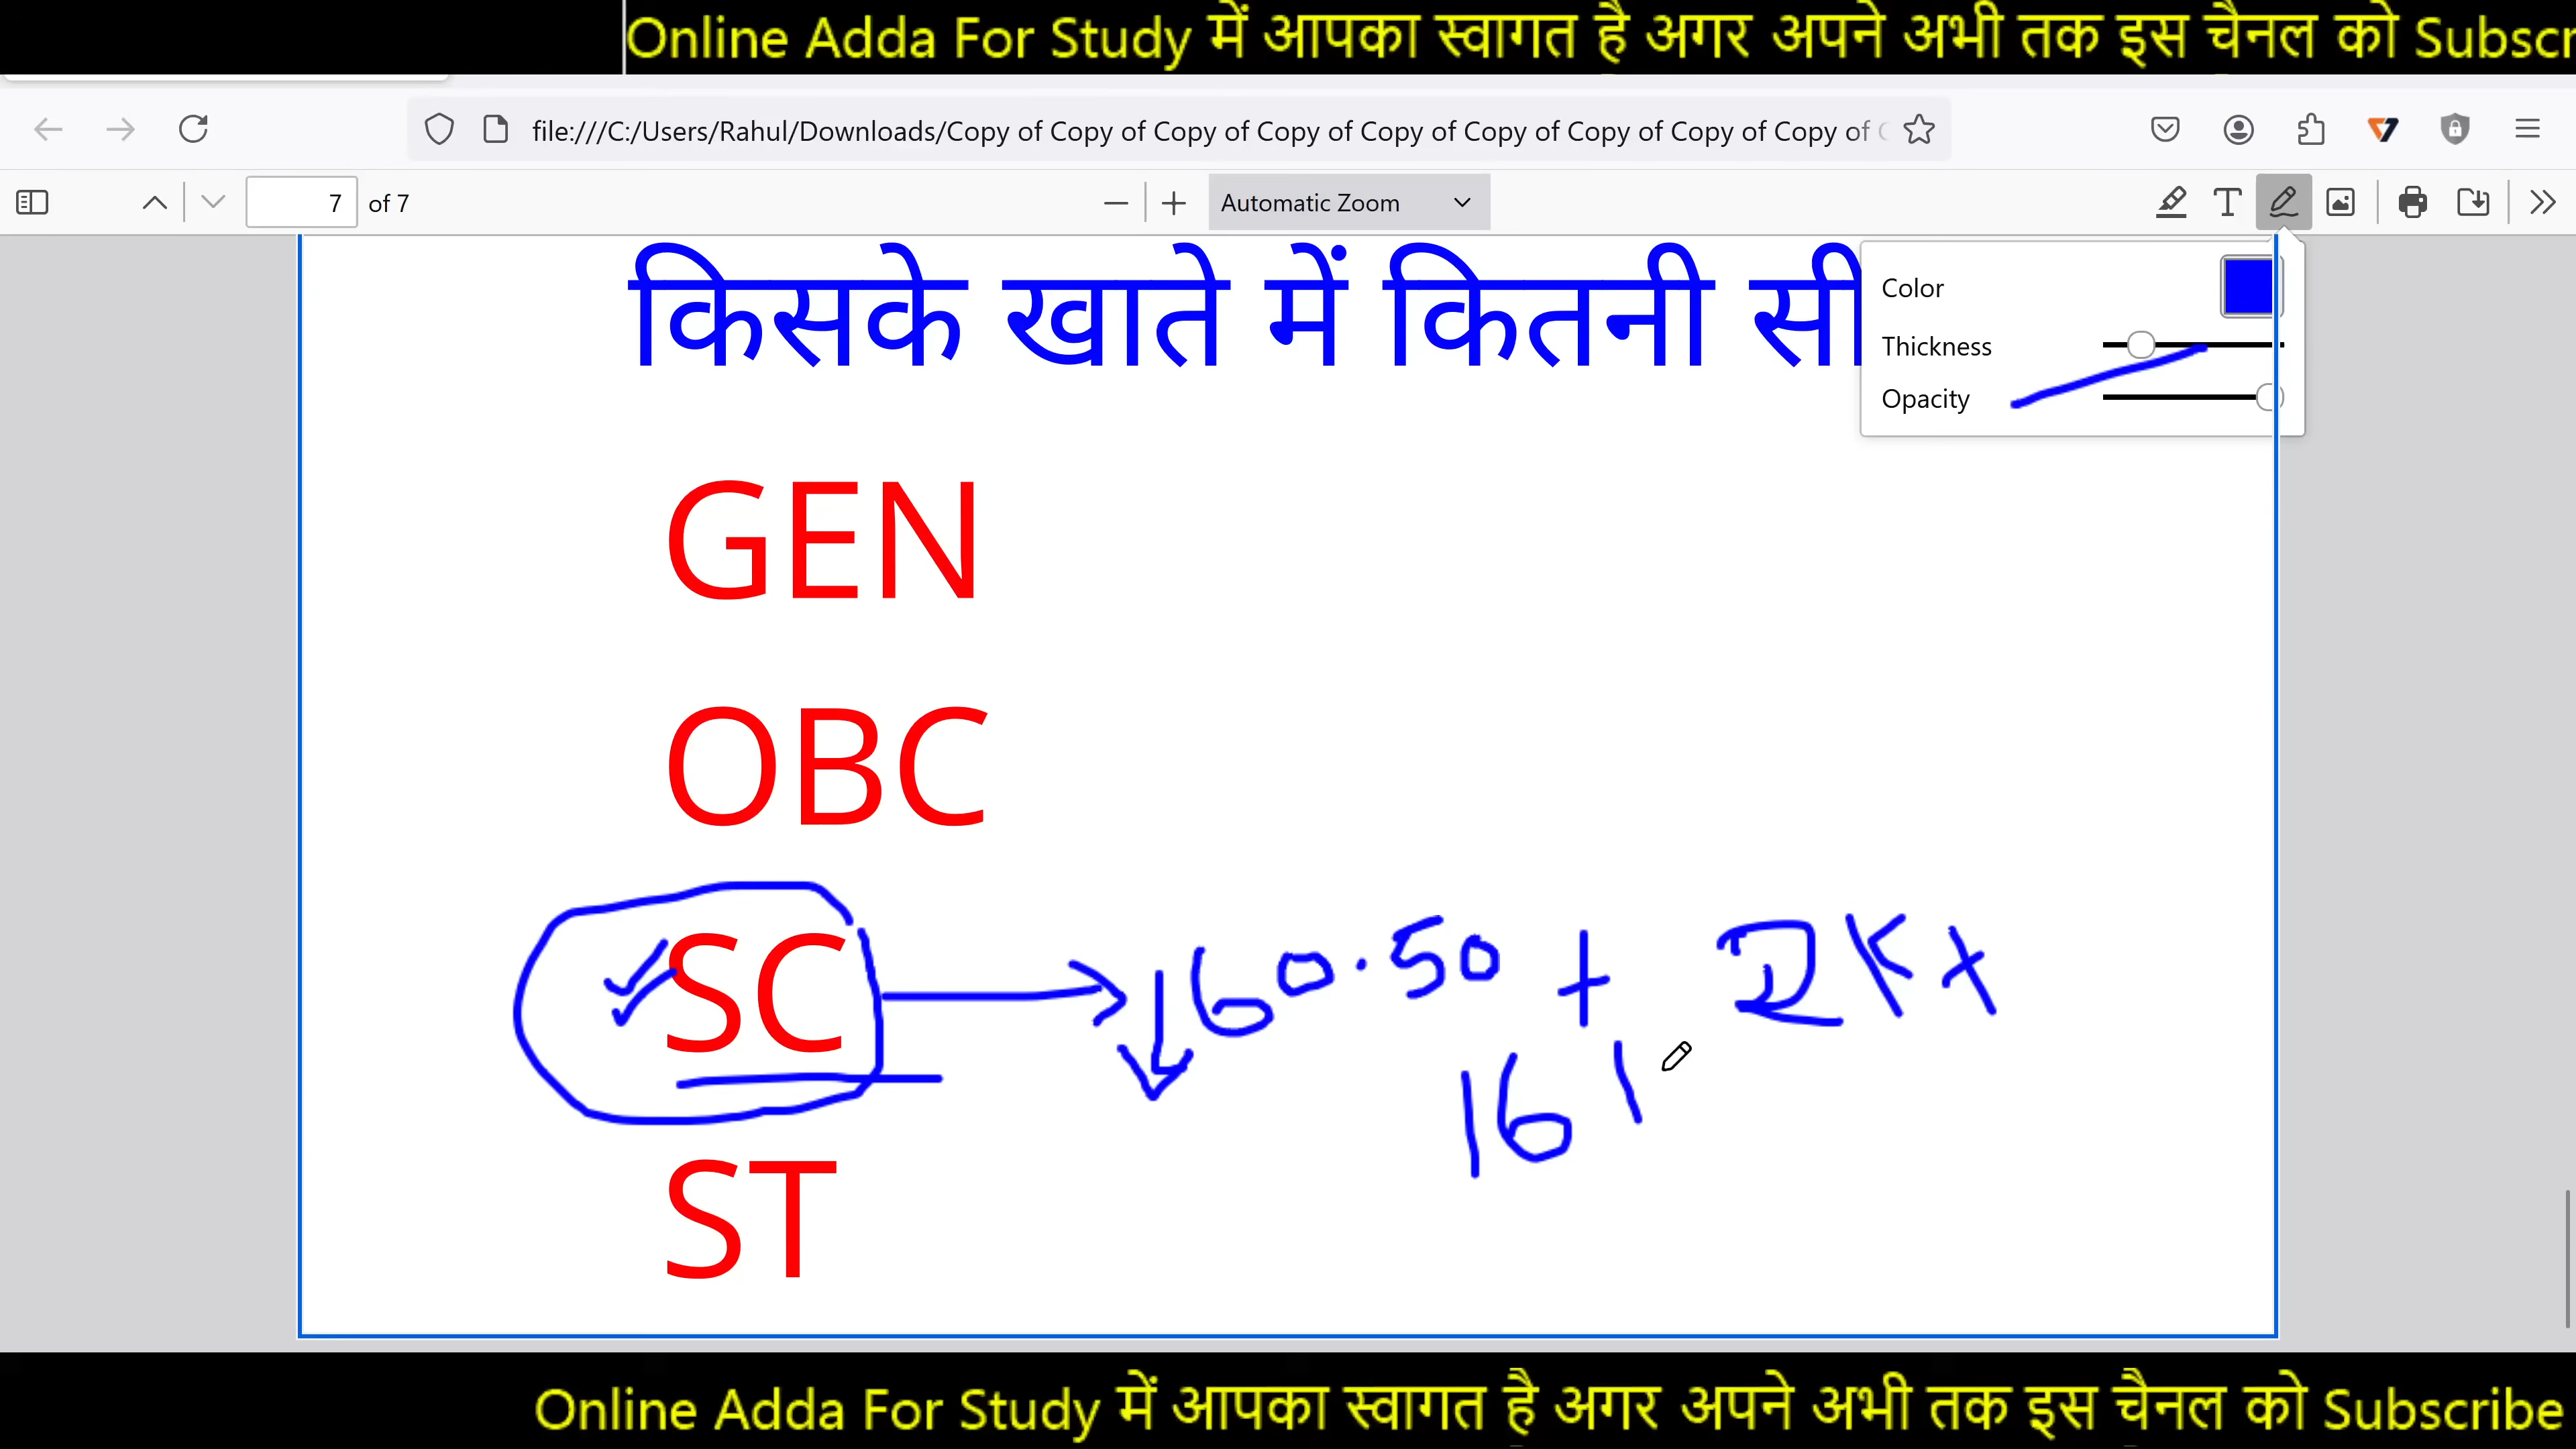 Online Adda For Study में आपका स्वागत है अगर अपने अभी तक इस चैनल को Subscr
file:///C:/Users/Rahul/Downloads/Copy of Copy of Copy of Copy of Copy of Copy of Copy of Copy of Copy of
7 of 7
Automatic Zoom
किसके खाते में कितनी सी
Color
Thickness
Opacity
GEN
OBC
SC
60.50 + 2K+
161
ST
Online Adda For Study में आपका स्वागत है अगर अपने अभी तक इस चैनल को Subscribe